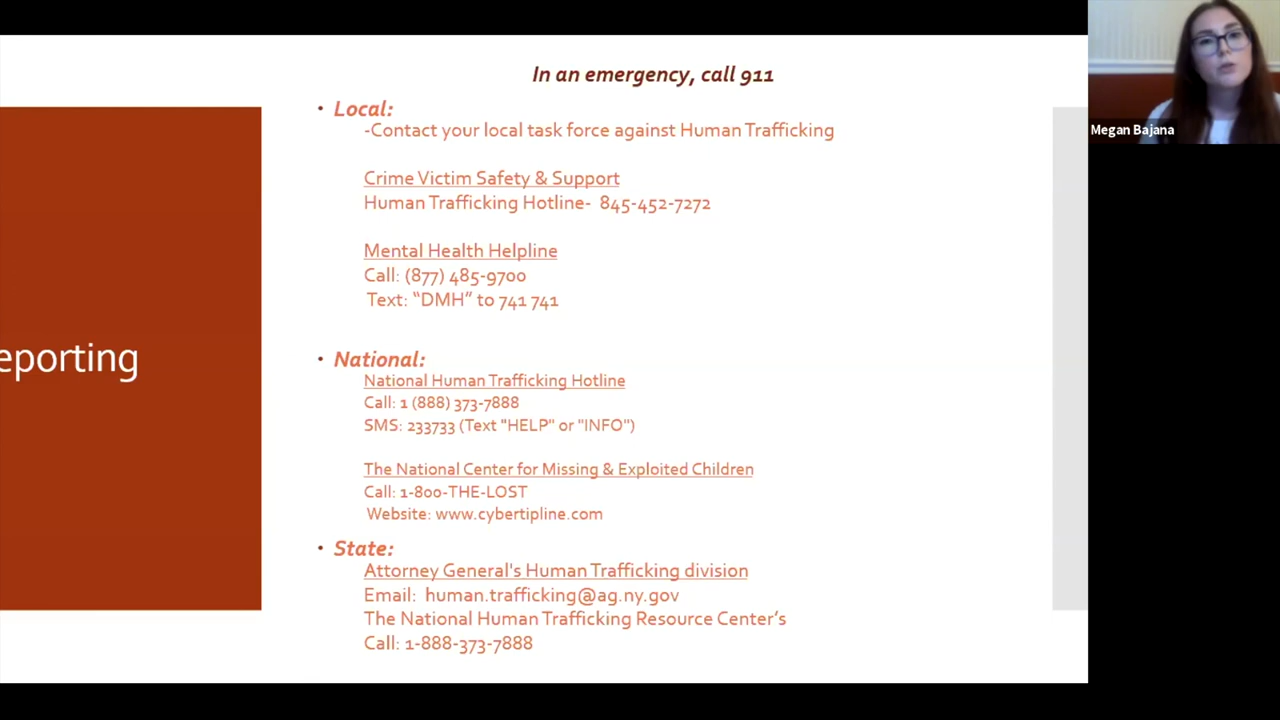 In an emergency, call 911
• Local:
-Contact your local task force against Human Trafficking
Crime Victim Safety & Support
Human Trafficking Hotline- 845-452-7272
Mental Health Helpline
Call: (877) 485-9700
Text: “DMH” to 741 741
eporting
• National:
National Human Trafficking Hotline
Call: 1 (888) 373-7888
SMS: 233733 (Text "HELP" or "INFO")
The National Center for Missing & Exploited Children
Call: 1-800-THE-LOST
Website: www.cybertipline.com
• State:
Attorney General's Human Trafficking division
Email: human.trafficking@ag.ny.gov
The National Human Trafficking Resource Center’s
Call: 1-888-373-7888
Megan Bajana